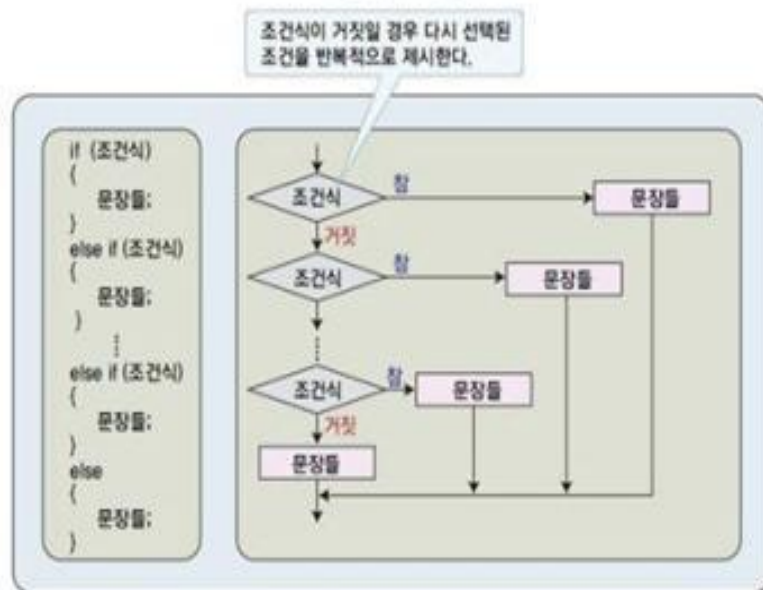 조건식이 거짓일 경우 다시 선택된
조건을 반복적으로 제시한다.
if (조건식)
{
문장들;
}
else if (조건식)
{
문장들;
}
else if (조건식)
{
문장들;
}
else
{
문장들;
}
조건식
참
문장들
거짓
조건식
참
문장들
조건식
참
문장들
거짓
문장들